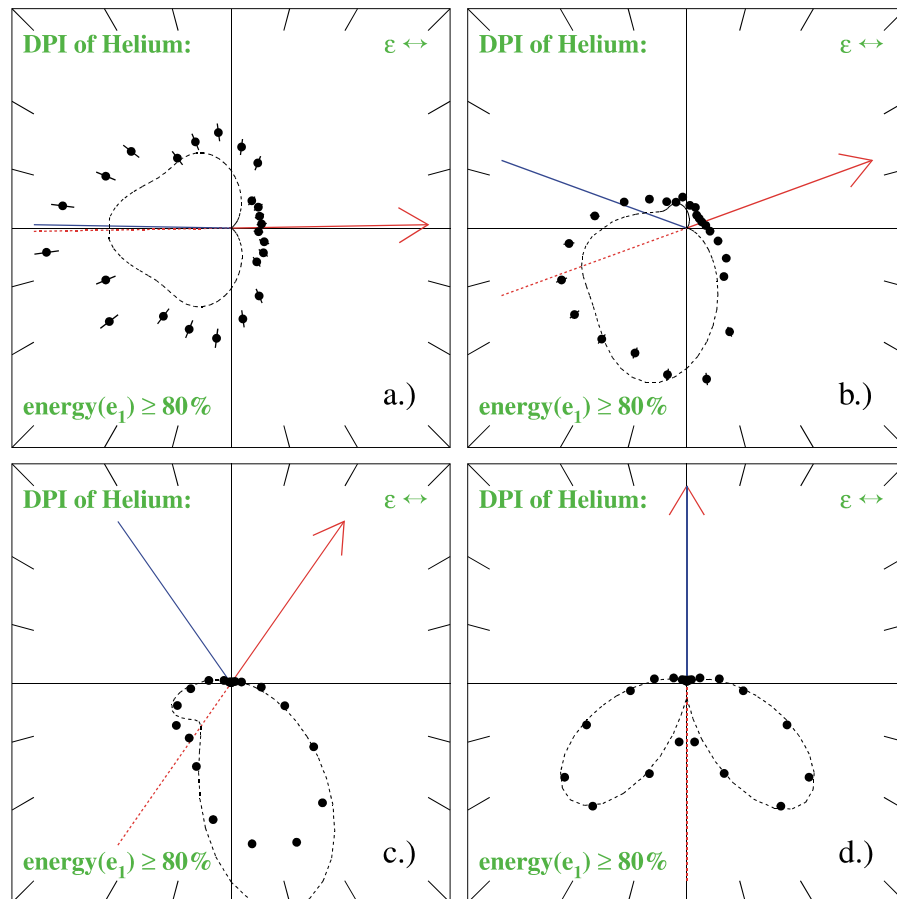 DPI of Helium: ε ↔
energy(e₁) ≥ 80% a.)
DPI of Helium: ε ↔
energy(e₁) ≥ 80% b.)
DPI of Helium: ε ↔
energy(e₁) ≥ 80% c.)
DPI of Helium: ε ↔
energy(e₁) ≥ 80% d.)